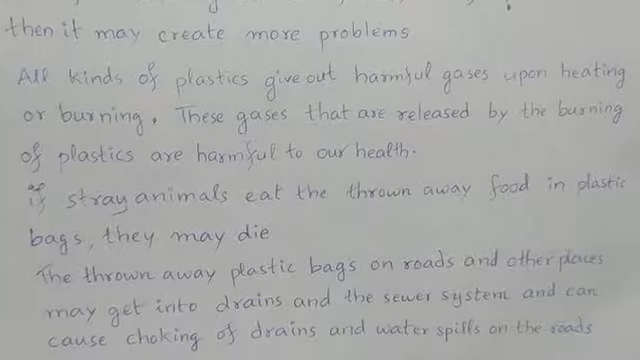 then it may create more problems
All kinds of plastics give out harmful gases upon heating
or burning. These gases that are released by the burning
of plastics are harmful to our health.
if stray animals eat the thrown away food in plastic
bags, they may die
The thrown away plastic bags on roads and other places
may get into drains and the sewer system and can
cause choking of drains and water spills on the roads